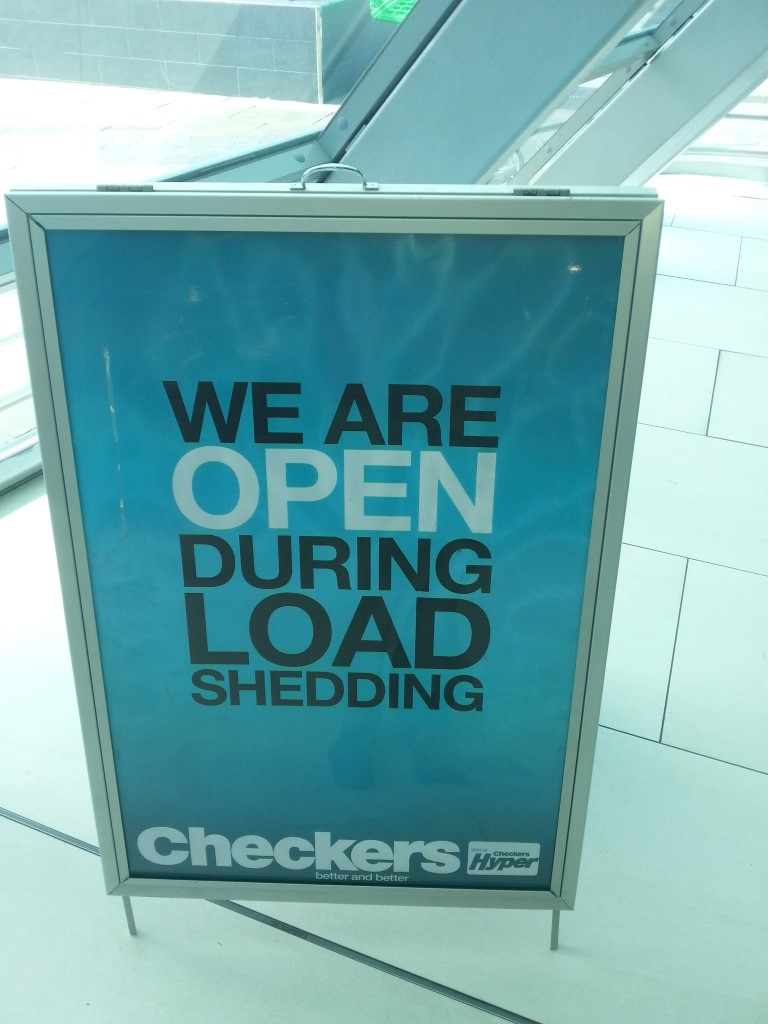 WE ARE
OPEN
DURING
LOAD
SHEDDING
Checkers
better and better
Checkers
Hyper